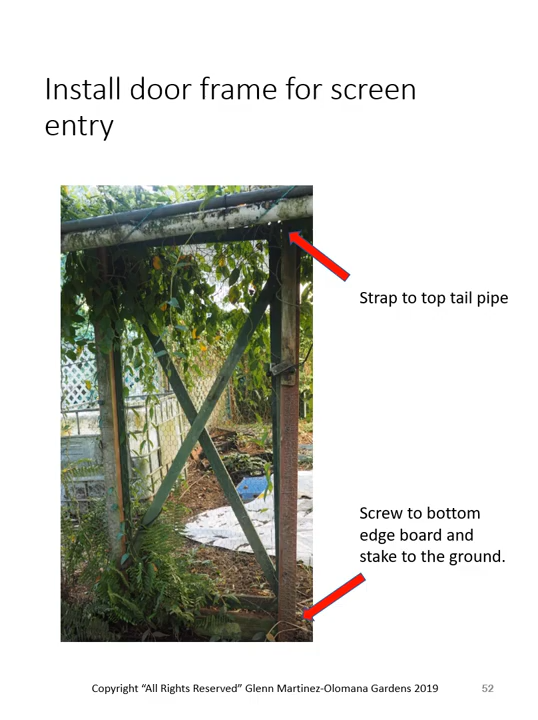 Install door frame for screen
entry
Strap to top tail pipe
Screw to bottom
edge board and
stake to the ground.
Copyright “All Rights Reserved” Glenn Martinez-Olomana Gardens 2019
52